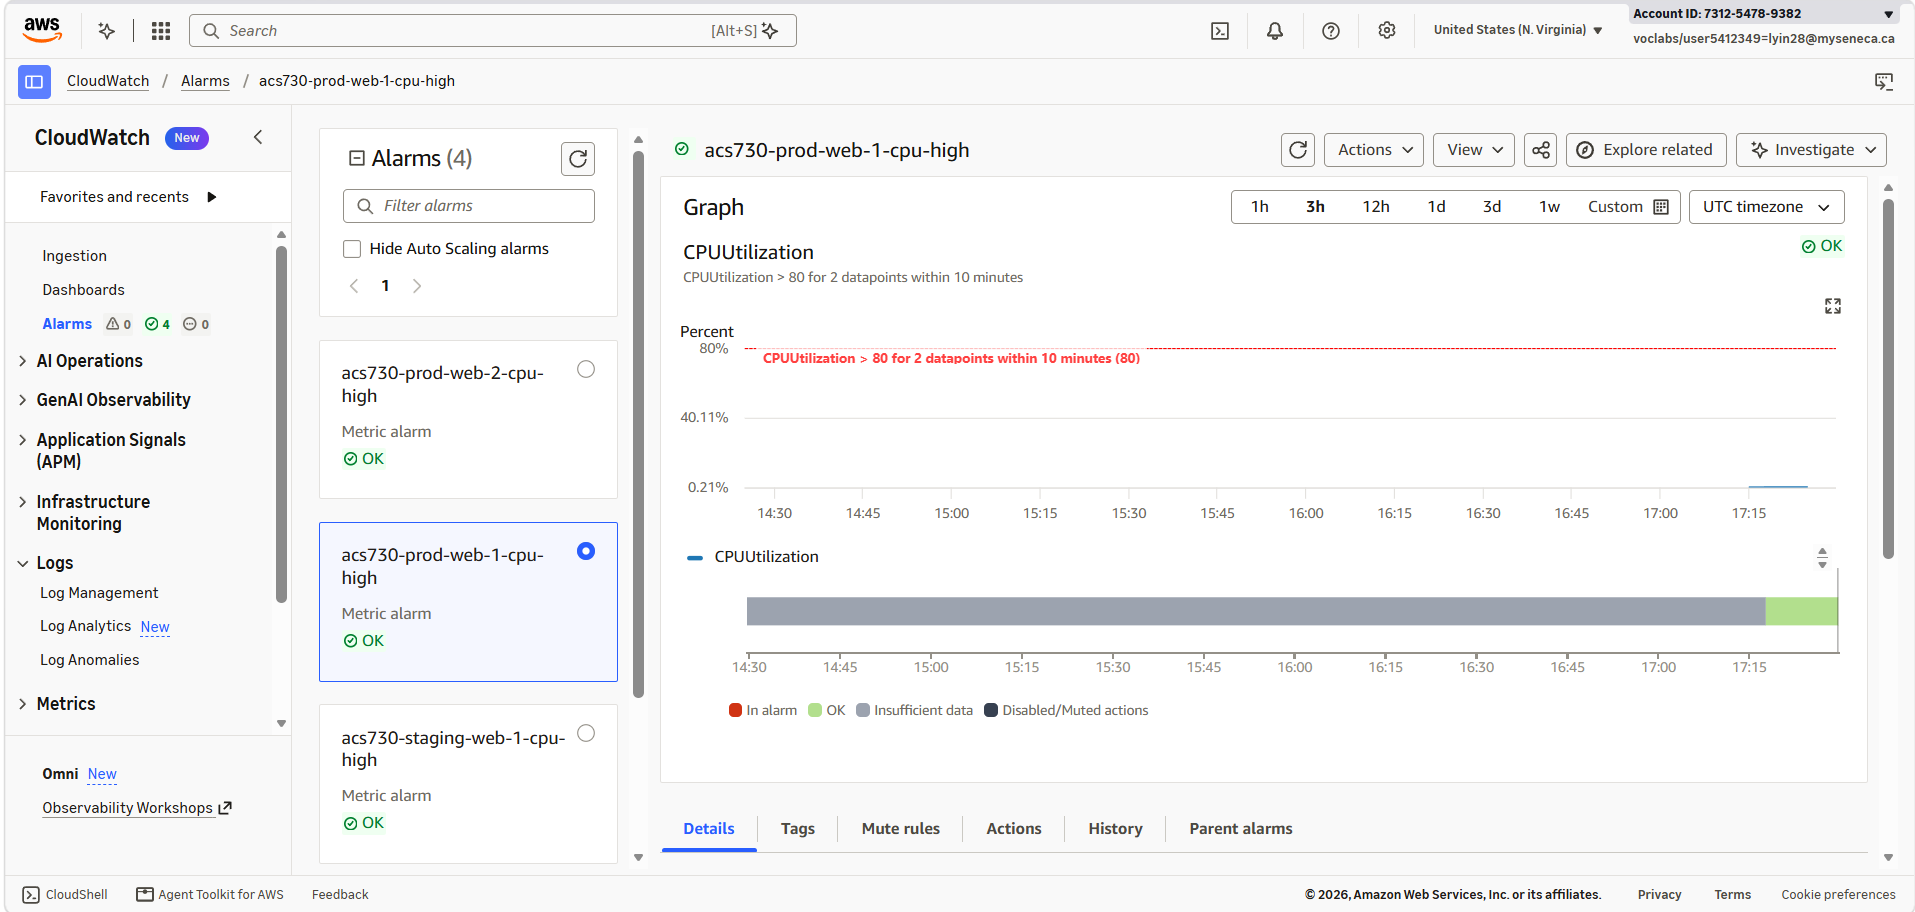 aws
Search
[Alt+S]
United States (N. Virginia)
Account ID: 7312-5478-9382
voclabs/user5412349=lyin28@myseneca.ca
CloudWatch / Alarms / acs730-prod-web-1-cpu-high
CloudWatch New
Favorites and recents
Ingestion
Dashboards
Alarms 0 4 0
AI Operations
GenAI Observability
Application Signals
(APM)
Infrastructure
Monitoring
Logs
Log Management
Log Analytics New
Log Anomalies
Metrics
Omni New
Observability Workshops
Alarms (4)
Filter alarms
Hide Auto Scaling alarms
1
acs730-prod-web-2-cpu-
high
Metric alarm
OK
acs730-prod-web-1-cpu-
high
Metric alarm
OK
acs730-staging-web-1-cpu-
high
Metric alarm
OK
acs730-prod-web-1-cpu-high
Actions
View
Explore related
Investigate
Graph
1h 3h 12h 1d 3d 1w Custom
UTC timezone
CPUUtilization
OK
CPUUtilization > 80 for 2 datapoints within 10 minutes
Percent
80%
CPUUtilization > 80 for 2 datapoints within 10 minutes (80)
40.11%
0.21%
14:30 14:45 15:00 15:15 15:30 15:45 16:00 16:15 16:30 16:45 17:00 17:15
CPUUtilization
14:30 14:45 15:00 15:15 15:30 15:45 16:00 16:15 16:30 16:45 17:00 17:15
In alarm OK Insufficient data Disabled/Muted actions
Details Tags Mute rules Actions History Parent alarms
CloudShell Agent Toolkit for AWS Feedback
© 2026, Amazon Web Services, Inc. or its affiliates. Privacy Terms Cookie preferences